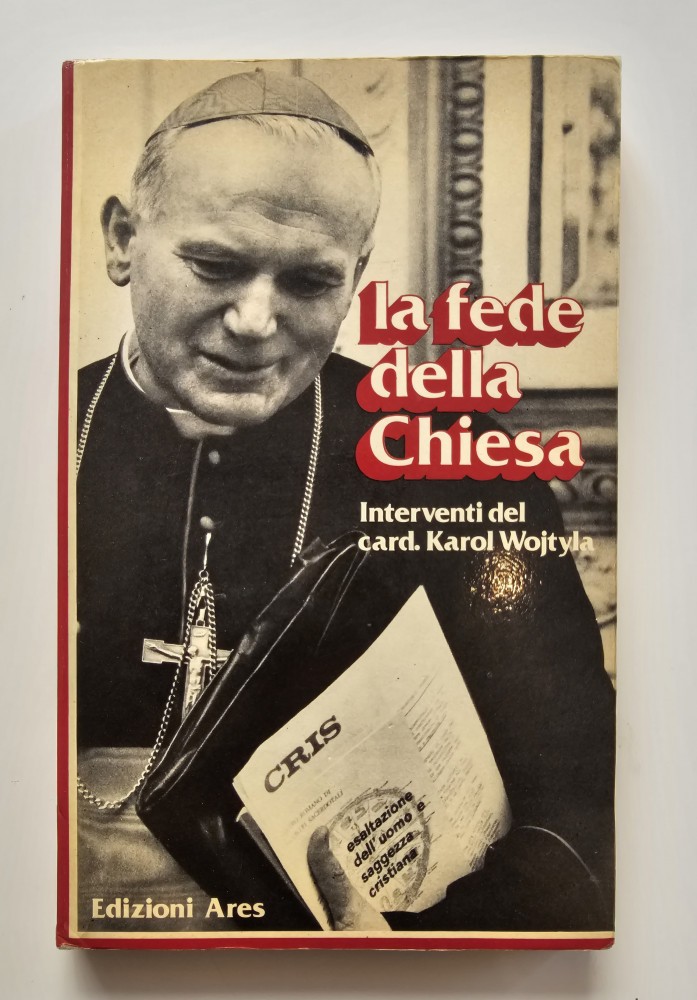 la fede
della
Chiesa
Interventi del
card. Karol Wojtyla
CRIS
esaltazione
dell'uomo e
saggezza
cristiana
Edizioni Ares